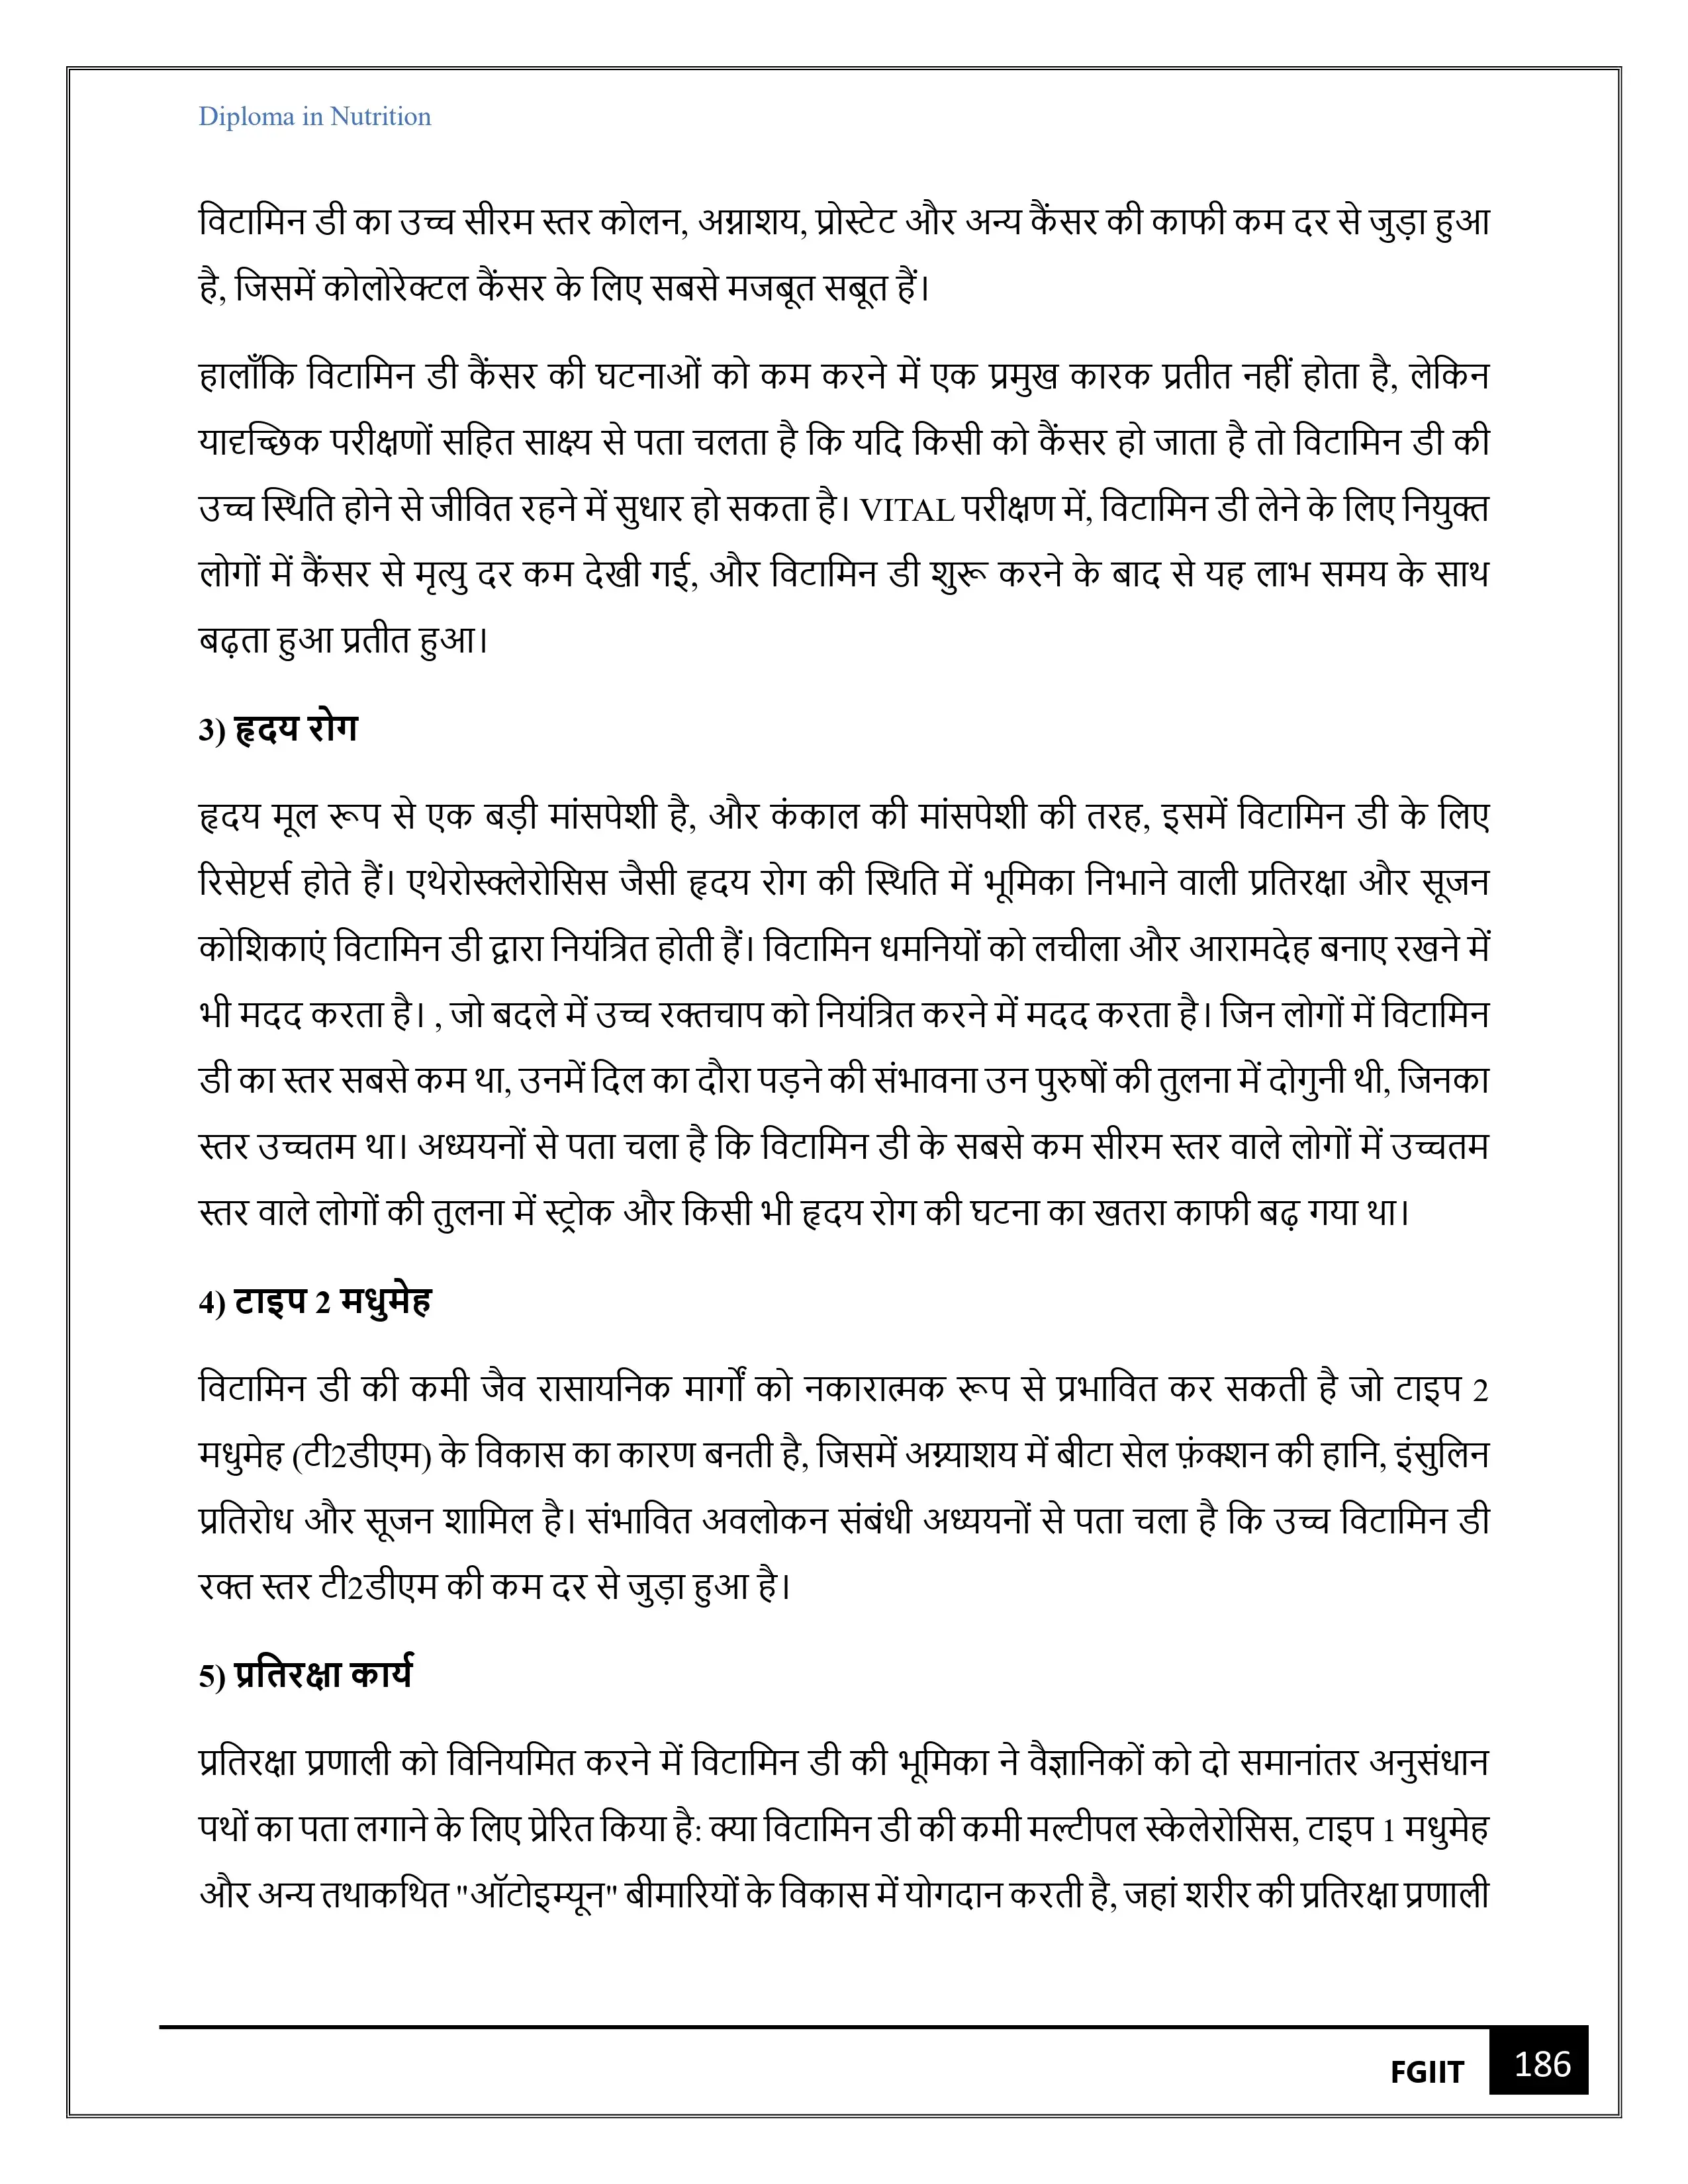 Diploma in Nutrition
विटामिन डी का उच्च सीरम स्तर कोलन, अग्नाशय, प्रोस्टेट और अन्य कैंसर की काफी कम दर से जुड़ा हुआ
है, जिसमें कोलोरेक्टल कैंसर के लिए सबसे मजबूत सबूत हैं।
हालाँकि विटामिन डी कैंसर की घटनाओं को कम करने में एक प्रमुख कारक प्रतीत नहीं होता है, लेकिन
यादृच्छिक परीक्षणों सहित साक्ष्य से पता चलता है कि यदि किसी को कैंसर हो जाता है तो विटामिन डी की
उच्च स्थिति होने से जीवित रहने में सुधार हो सकता है। VITAL परीक्षण में, विटामिन डी लेने के लिए नियुक्त
लोगों में कैंसर से मृत्यु दर कम देखी गई, और विटामिन डी शुरू करने के बाद से यह लाभ समय के साथ
बढ़ता हुआ प्रतीत हुआ।
3) हृदय रोग
हृदय मूल रूप से एक बड़ी मांसपेशी है, और कंकाल की मांसपेशी की तरह, इसमें विटामिन डी के लिए
रिसेप्टर्स होते हैं। एथेरोस्क्लेरोसिस जैसी हृदय रोग की स्थिति में भूमिका निभाने वाली प्रतिरक्षा और सूजन
कोशिकाएं विटामिन डी द्वारा नियंत्रित होती हैं। विटामिन धमनियों को लचीला और आरामदेह बनाए रखने में
भी मदद करता है। , जो बदले में उच्च रक्तचाप को नियंत्रित करने में मदद करता है। जिन लोगों में विटामिन
डी का स्तर सबसे कम था, उनमें दिल का दौरा पड़ने की संभावना उन पुरुषों की तुलना में दोगुनी थी, जिनका
स्तर उच्चतम था। अध्ययनों से पता चला है कि विटामिन डी के सबसे कम सीरम स्तर वाले लोगों में उच्चतम
स्तर वाले लोगों की तुलना में स्ट्रोक और किसी भी हृदय रोग की घटना का खतरा काफी बढ़ गया था।
4) टाइप 2 मधुमेह
विटामिन डी की कमी जैव रासायनिक मार्गों को नकारात्मक रूप से प्रभावित कर सकती है जो टाइप 2
मधुमेह (टी2डीएम) के विकास का कारण बनती है, जिसमें अग्न्याशय में बीटा सेल फ़ंक्शन की हानि, इंसुलिन
प्रतिरोध और सूजन शामिल है। संभावित अवलोकन संबंधी अध्ययनों से पता चला है कि उच्च विटामिन डी
रक्त स्तर टी2डीएम की कम दर से जुड़ा हुआ है।
5) प्रतिरक्षा कार्य
प्रतिरक्षा प्रणाली को विनियमित करने में विटामिन डी की भूमिका ने वैज्ञानिकों को दो समानांतर अनुसंधान
पथों का पता लगाने के लिए प्रेरित किया है: क्या विटामिन डी की कमी मल्टीपल स्केलेरोसिस, टाइप 1 मधुमेह
और अन्य तथाकथित "ऑटोइम्यून" बीमारियों के विकास में योगदान करती है, जहां शरीर की प्रतिरक्षा प्रणाली
FGIIT 186